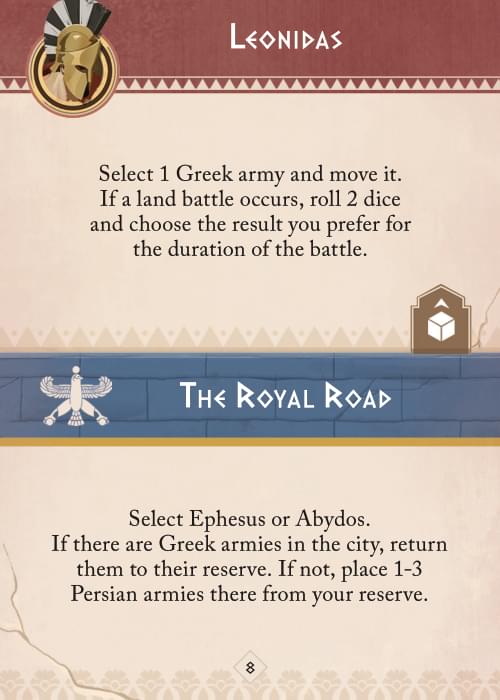 Leonidas
Select 1 Greek army and move it.
If a land battle occurs, roll 2 dice
and choose the result you prefer for
the duration of the battle.
The Royal Road
Select Ephesus or Abydos.
If there are Greek armies in the city, return
them to their reserve. If not, place 1-3
Persian armies there from your reserve.
8